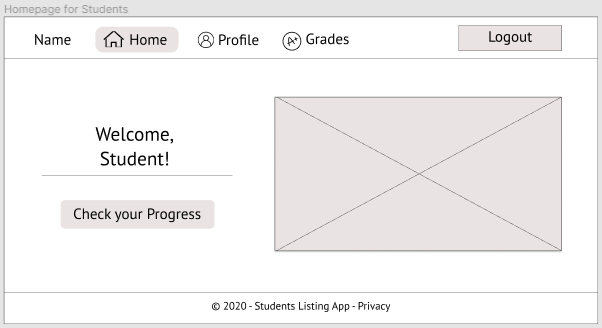 Homepage for Students
Name Home Profile A+ Grades Logout
Welcome,
Student!
Check your Progress
© 2020 - Students Listing App - Privacy